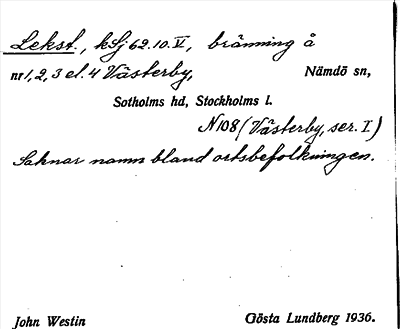 Lekst., kSj 62.10.V, bränning å
nr 1, 2, 3 el. 4 Västerby, Nämdö sn,
Sotholms hd, Stockholms l.
N108 (Västerby, ser. I)
Saknar namn bland ortsbefolkningen.
John Westin Gösta Lundberg 1936.